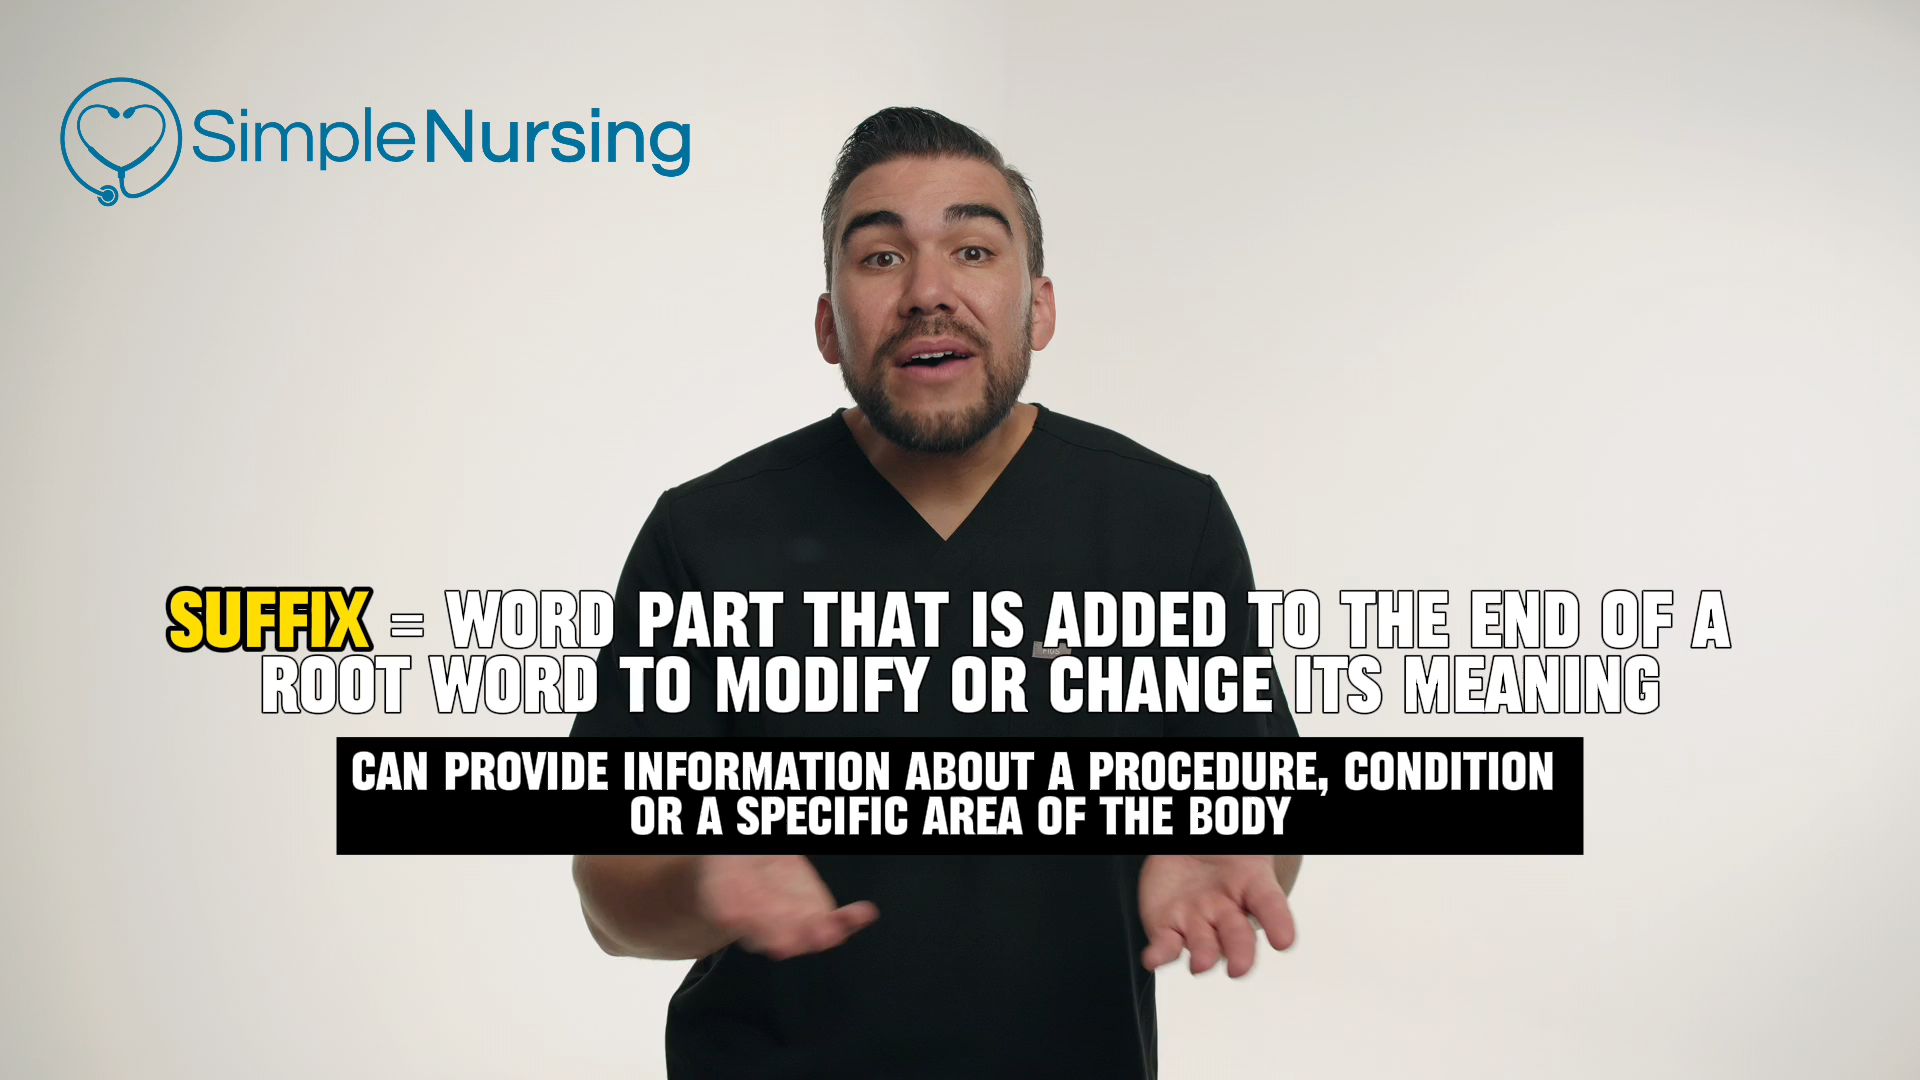 SimpleNursing
SUFFIX = WORD PART THAT IS ADDED TO THE END OF A
ROOT WORD TO MODIFY OR CHANGE ITS MEANING
FIGS
CAN PROVIDE INFORMATION ABOUT A PROCEDURE, CONDITION
OR A SPECIFIC AREA OF THE BODY